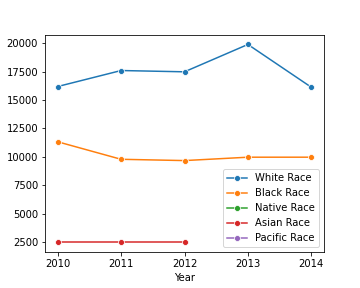 20000
17500
15000
12500
10000
7500
5000
2500
White Race
Black Race
Native Race
Asian Race
Pacific Race
2010 2011 2012 2013 2014
Year